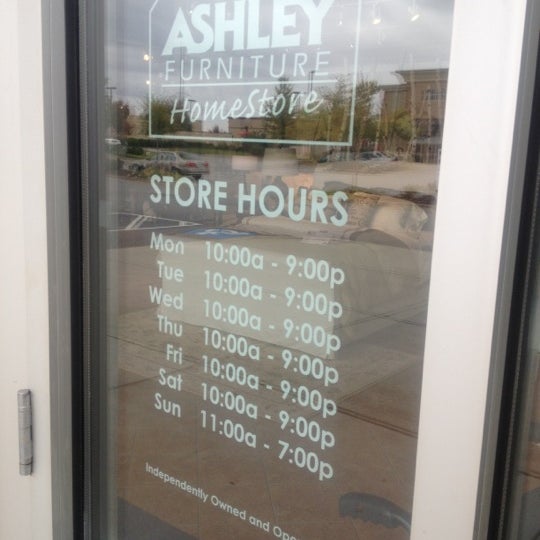 ASHLEY
FURNITURE
HomeStore
STORE HOURS
Mon 10:00a - 9:00p
Tue 10:00a - 9:00p
Wed 10:00a - 9:00p
Thu 10:00a - 9:00p
Fri 10:00a - 9:00p
Sat 10:00a - 9:00p
Sun 11:00a - 7:00p
Independently Owned and Ope